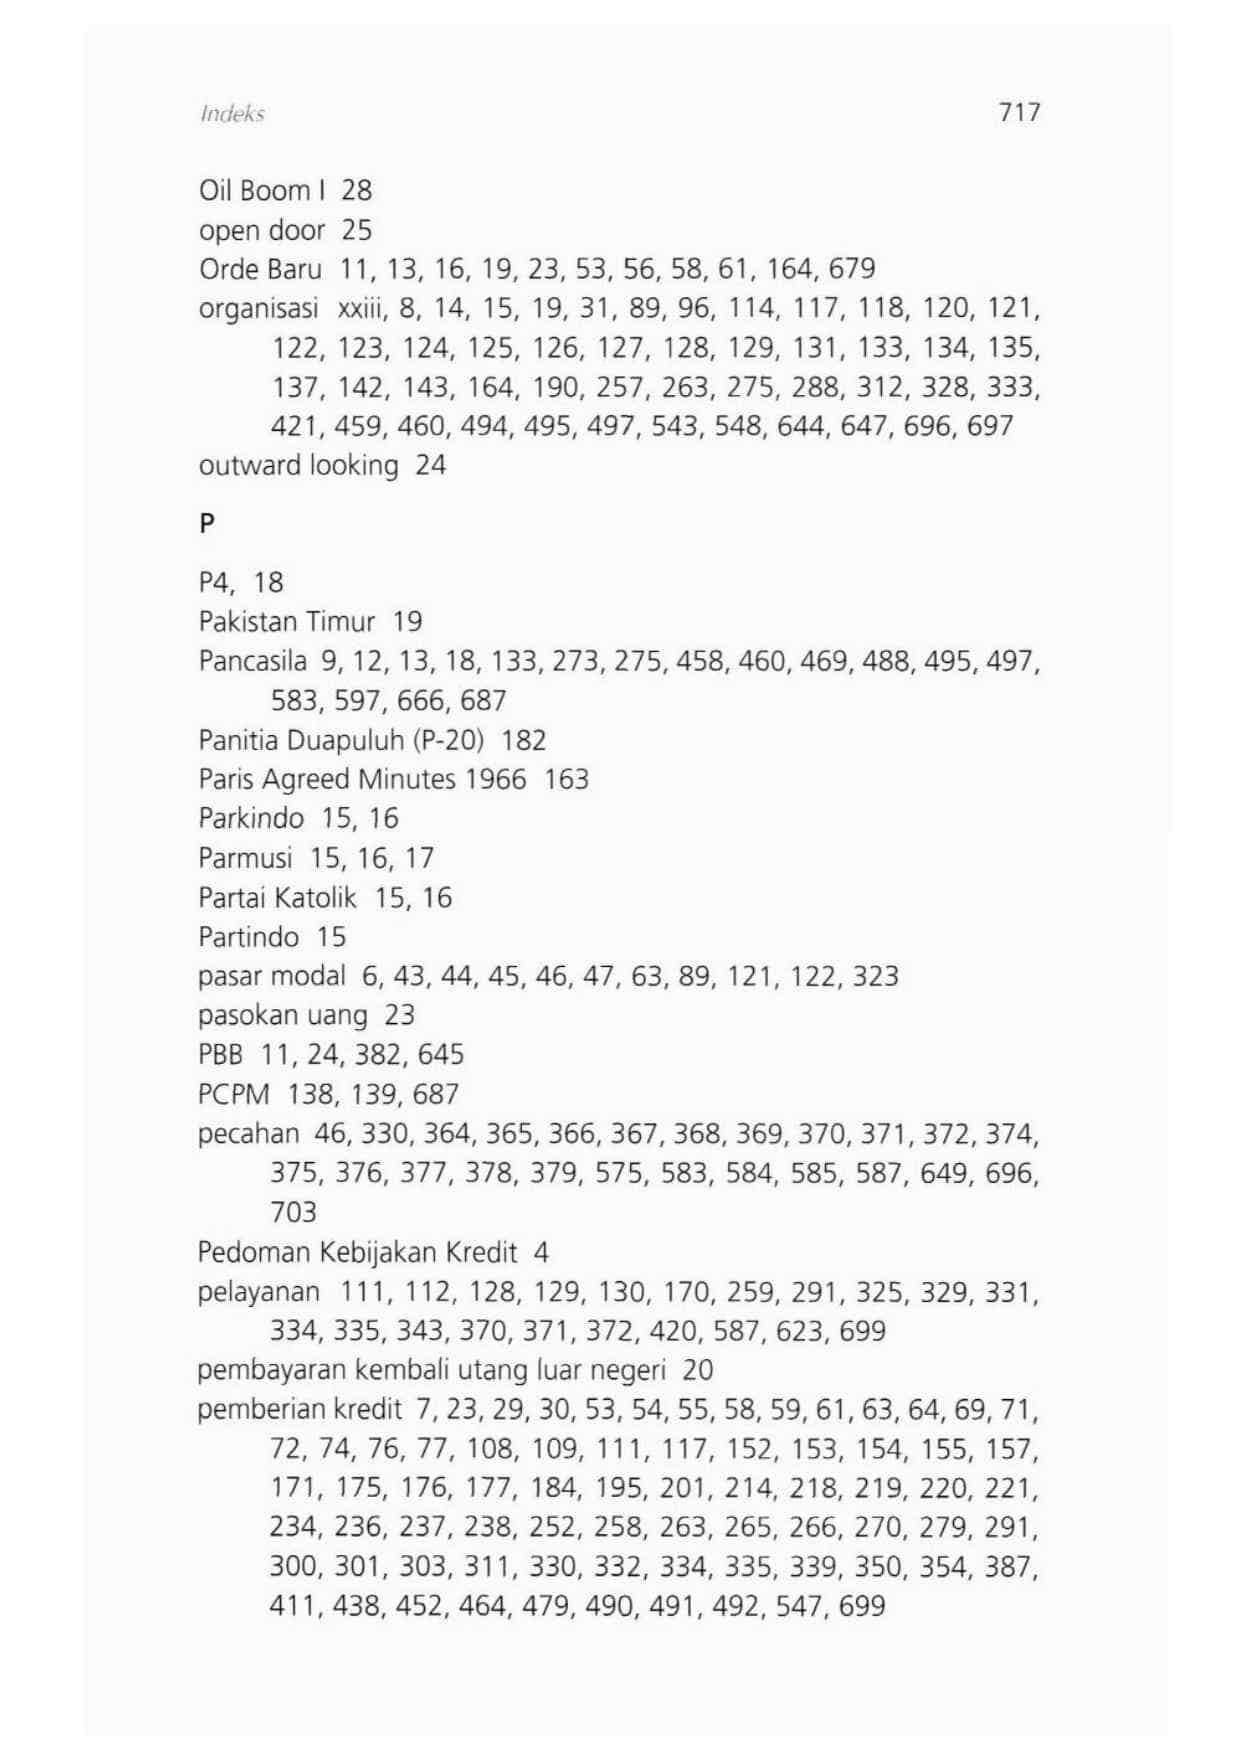 Indeks 717
Oil Boom I 28
open door 25
Orde Baru 11, 13, 16, 19, 23, 53, 56, 58, 61, 164, 679
organisasi xxiii, 8, 14, 15, 19, 31, 89, 96, 114, 117, 118, 120, 121,
122, 123, 124, 125, 126, 127, 128, 129, 131, 133, 134, 135,
137, 142, 143, 164, 190, 257, 263, 275, 288, 312, 328, 333,
421, 459, 460, 494, 495, 497, 543, 548, 644, 647, 696, 697
outward looking 24
P
P4, 18
Pakistan Timur 19
Pancasila 9, 12, 13, 18, 133, 273, 275, 458, 460, 469, 488, 495, 497,
583, 597, 666, 687
Panitia Duapuluh (P-20) 182
Paris Agreed Minutes 1966 163
Parkindo 15, 16
Parmusi 15, 16, 17
Partai Katolik 15, 16
Partindo 15
pasar modal 6, 43, 44, 45, 46, 47, 63, 89, 121, 122, 323
pasokan uang 23
PBB 11, 24, 382, 645
PCPM 138, 139, 687
pecahan 46, 330, 364, 365, 366, 367, 368, 369, 370, 371, 372, 374,
375, 376, 377, 378, 379, 575, 583, 584, 585, 587, 649, 696,
703
Pedoman Kebijakan Kredit 4
pelayanan 111, 112, 128, 129, 130, 170, 259, 291, 325, 329, 331,
334, 335, 343, 370, 371, 372, 420, 587, 623, 699
pembayaran kembali utang luar negeri 20
pemberian kredit 7, 23, 29, 30, 53, 54, 55, 58, 59, 61, 63, 64, 69, 71,
72, 74, 76, 77, 108, 109, 111, 117, 152, 153, 154, 155, 157,
171, 175, 176, 177, 184, 195, 201, 214, 218, 219, 220, 221,
234, 236, 237, 238, 252, 258, 263, 265, 266, 270, 279, 291,
300, 301, 303, 311, 330, 332, 334, 335, 339, 350, 354, 387,
411, 438, 452, 464, 479, 490, 491, 492, 547, 699